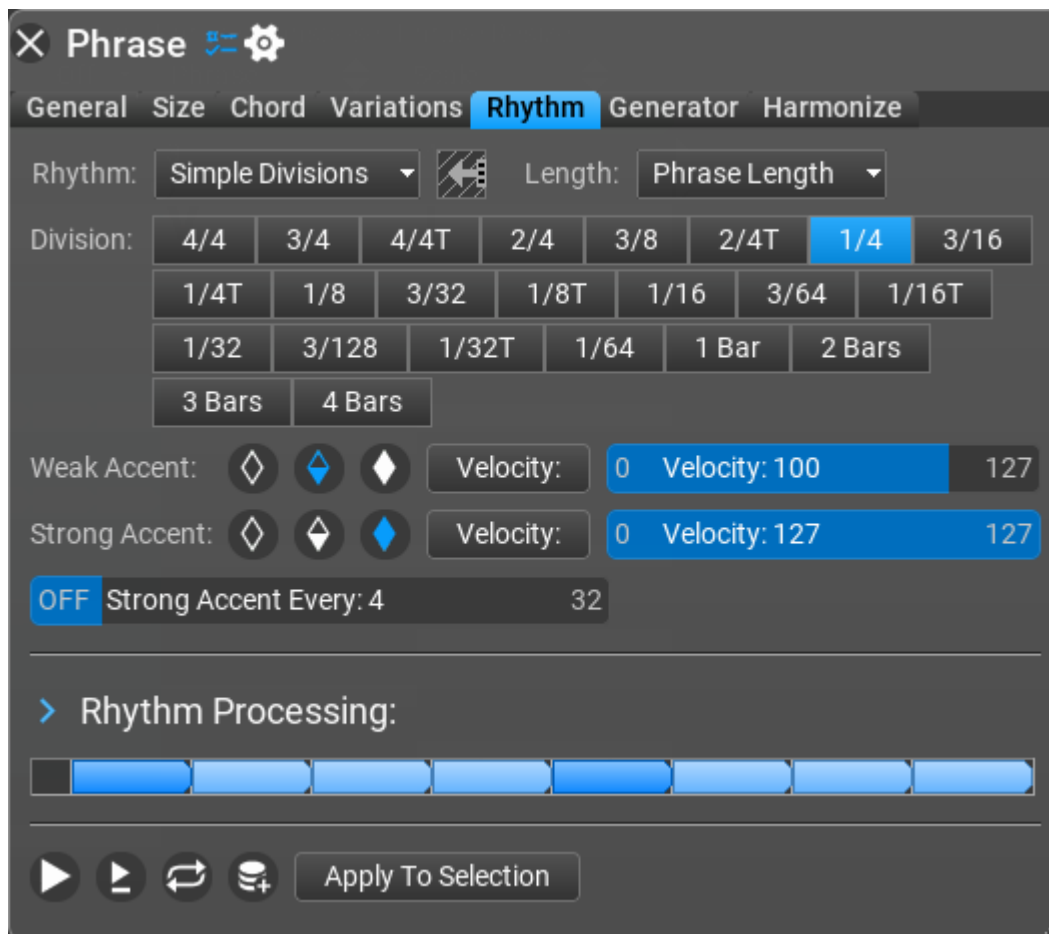 Phrase
General Size Chord Variations Rhythm Generator Harmonize
Rhythm: Simple Divisions Length: Phrase Length
Division: 4/4 3/4 4/4T 2/4 3/8 2/4T 1/4 3/16
1/4T 1/8 3/32 1/8T 1/16 3/64 1/16T
1/32 3/128 1/32T 1/64 1 Bar 2 Bars
3 Bars 4 Bars
Weak Accent: Velocity: 0 Velocity: 100 127
Strong Accent: Velocity: 0 Velocity: 127 127
OFF Strong Accent Every: 4 32
Rhythm Processing:
Apply To Selection